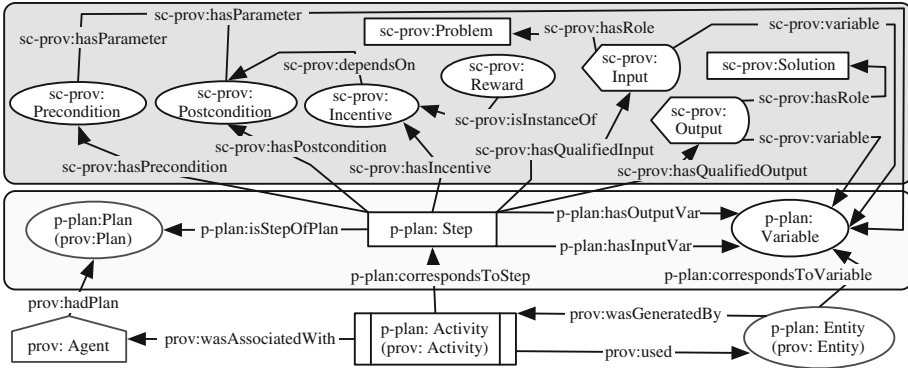 sc-prov:hasParameter
sc-prov:hasParameter
sc-prov:Problem
sc-prov:hasRole
sc-prov:variable
sc-prov:dependsOn
sc-prov:
Reward
sc-prov:
Input
sc-prov:Solution
sc-prov:
Precondition
sc-prov:
Postcondition
sc-prov:
Incentive
sc-prov:isInstanceOf
sc-prov:hasRole
sc-prov:
Output
sc-prov:variable
sc-prov:hasPostcondition
sc-prov:hasQualifiedInput
sc-prov:hasPrecondition
sc-prov:hasIncentive
sc-prov:hasQualifiedOutput
p-plan:Plan
(prov:Plan)
p-plan:isStepOfPlan
p-plan: Step
p-plan:hasOutputVar
p-plan:hasInputVar
p-plan:
Variable
p-plan:correspondsToStep
p-plan:correspondsToVariable
prov:hadPlan
prov: Agent
prov:wasAssociatedWith
p-plan: Activity
(prov: Activity)
prov:wasGeneratedBy
prov:used
p-plan: Entity
(prov: Entity)